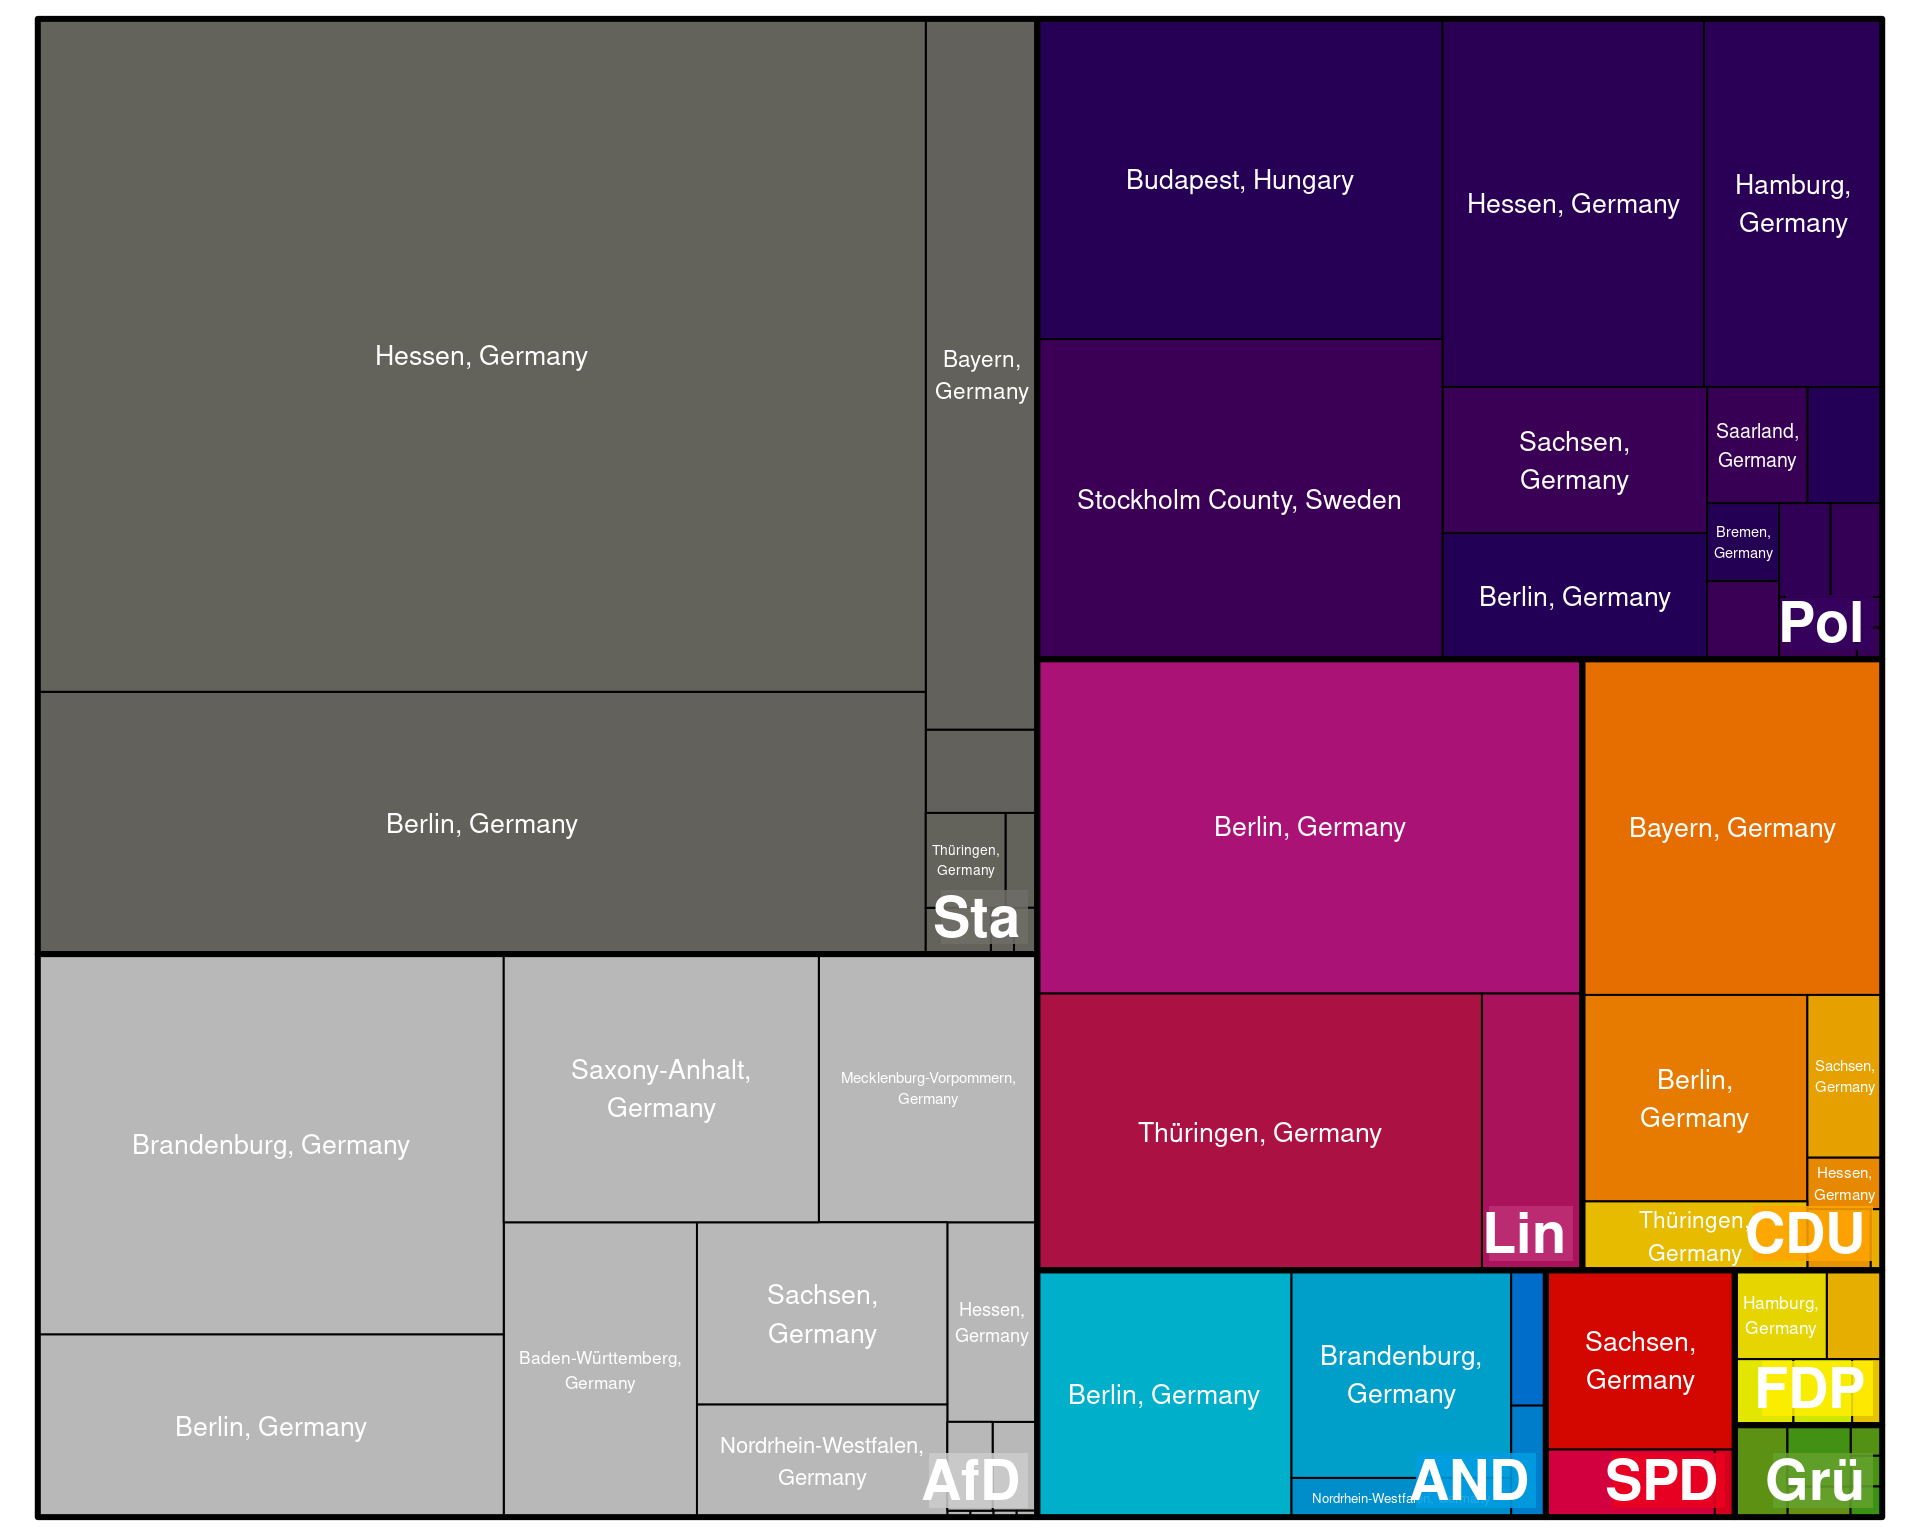 Hessen, Germany
Bayern,
Germany
Berlin, Germany
Thüringen,
Germany
Sta
Budapest, Hungary
Hessen, Germany
Hamburg,
Germany
Stockholm County, Sweden
Sachsen,
Germany
Saarland,
Germany
Bremen,
Germany
Berlin, Germany
Pol
Berlin, Germany
Thüringen, Germany
Lin
Bayern, Germany
Berlin,
Germany
Sachsen,
Germany
Hessen,
Germany
Thüringen,
Germany
CDU
Brandenburg, Germany
Saxony-Anhalt,
Germany
Mecklenburg-Vorpommern,
Germany
Berlin, Germany
Baden-Württemberg,
Germany
Sachsen,
Germany
Hessen,
Germany
Nordrhein-Westfalen,
Germany
AfD
Berlin, Germany
Brandenburg,
Germany
Nordrhein-Westfalen, Germany
AND
Sachsen,
Germany
SPD
Hamburg,
Germany
FDP
Grü